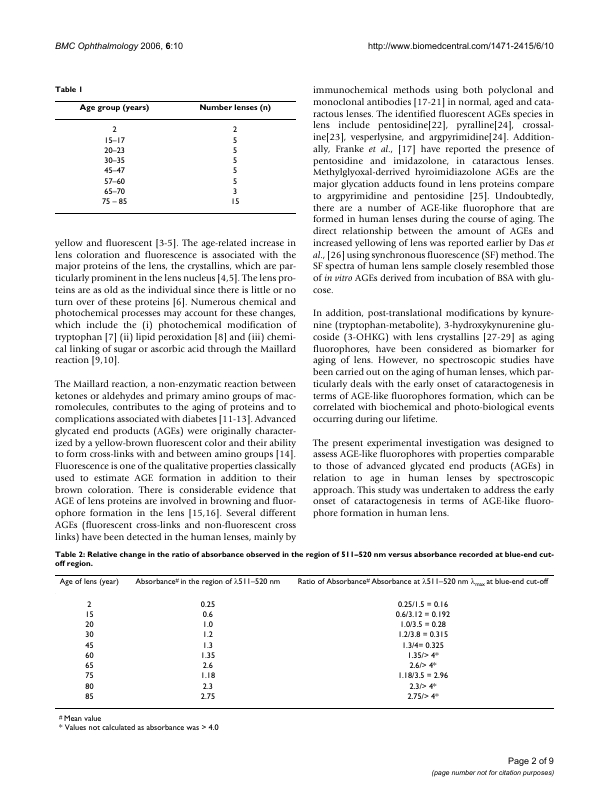 BMC Ophthalmology 2006, 6:10
http://www.biomedcentral.com/1471-2415/6/10
Table 1
Age group (years) Number lenses (n)
2 2
15–17 5
20–23 5
30–35 5
45–47 5
57–60 5
65–70 3
75 – 85 15
yellow and fluorescent [3-5]. The age-related increase in
lens coloration and fluorescence is associated with the
major proteins of the lens, the crystallins, which are par-
ticularly prominent in the lens nucleus [4,5]. The lens pro-
teins are as old as the individual since there is little or no
turn over of these proteins [6]. Numerous chemical and
photochemical processes may account for these changes,
which include the (i) photochemical modification of
tryptophan [7] (ii) lipid peroxidation [8] and (iii) chemi-
cal linking of sugar or ascorbic acid through the Maillard
reaction [9,10].
The Maillard reaction, a non-enzymatic reaction between
ketones or aldehydes and primary amino groups of mac-
romolecules, contributes to the aging of proteins and to
complications associated with diabetes [11-13]. Advanced
glycated end products (AGEs) were originally character-
ized by a yellow-brown fluorescent color and their ability
to form cross-links with and between amino groups [14].
Fluorescence is one of the qualitative properties classically
used to estimate AGE formation in addition to their
brown coloration. There is considerable evidence that
AGE of lens proteins are involved in browning and fluor-
ophore formation in the lens [15,16]. Several different
AGEs (fluorescent cross-links and non-fluorescent cross
links) have been detected in the human lenses, mainly by
immunochemical methods using both polyclonal and
monoclonal antibodies [17-21] in normal, aged and cata-
ractous lenses. The identified fluorescent AGEs species in
lens include pentosidine[22], pyralline[24], crossal-
ine[23], vesperlysine, and argpyrimidine[24]. Addition-
ally, Franke et al., [17] have reported the presence of
pentosidine and imidazolone, in cataractous lenses.
Methylglyoxal-derived hyroimidiazolone AGEs are the
major glycation adducts found in lens proteins compare
to argpyrimidine and pentosidine [25]. Undoubtedly,
there are a number of AGE-like fluorophore that are
formed in human lenses during the course of aging. The
direct relationship between the amount of AGEs and
increased yellowing of lens was reported earlier by Das et
al., [26] using synchronous fluorescence (SF) method. The
SF spectra of human lens sample closely resembled those
of in vitro AGEs derived from incubation of BSA with glu-
cose.
In addition, post-translational modifications by kynure-
nine (tryptophan-metabolite), 3-hydroxykynurenine glu-
coside (3-OHKG) with lens crystallins [27-29] as aging
fluorophores, have been considered as biomarker for
aging of lens. However, no spectroscopic studies have
been carried out on the aging of human lenses, which par-
ticularly deals with the early onset of cataractogenesis in
terms of AGE-like fluorophores formation, which can be
correlated with biochemical and photo-biological events
occurring during our lifetime.
The present experimental investigation was designed to
assess AGE-like fluorophores with properties comparable
to those of advanced glycated end products (AGEs) in
relation to age in human lenses by spectroscopic
approach. This study was undertaken to address the early
onset of cataractogenesis in terms of AGE-like fluoro-
phore formation in human lens.
Table 2: Relative change in the ratio of absorbance observed in the region of 511–520 nm versus absorbance recorded at blue-end cut-
off region.
Age of lens (year) Absorbance# in the region of λ511–520 nm Ratio of Absorbance# Absorbance at λ511–520 nm λmax at blue-end cut-off
2 0.25 0.25/1.5 = 0.16
15 0.6 0.6/3.12 = 0.192
20 1.0 1.0/3.5 = 0.28
30 1.2 1.2/3.8 = 0.315
45 1.3 1.3/4= 0.325
60 1.35 1.35/> 4*
65 2.6 2.6/> 4*
75 1.18 1.18/3.5 = 2.96
80 2.3 2.3/> 4*
85 2.75 2.75/> 4*
# Mean value
* Values not calculated as absorbance was > 4.0
Page 2 of 9
(page number not for citation purposes)